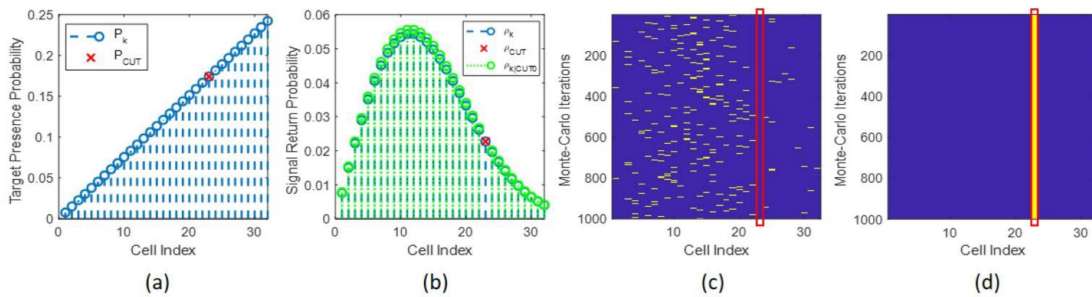 0.25
0.2
0.15
0.1
0.05
0
Target Presence Probability
P_k
P_CUT
0 10 20 30
Cell Index
(a)
0.06
0.05
0.04
0.03
0.02
0.01
0
Signal Return Probability
ρ_k
ρ_CUT
ρ_k|CUT0
0 10 20 30
Cell Index
(b)
200
400
600
800
1000
Monte-Carlo Iterations
10 20 30
Cell Index
(c)
200
400
600
800
1000
Monte-Carlo Iterations
10 20 30
Cell Index
(d)